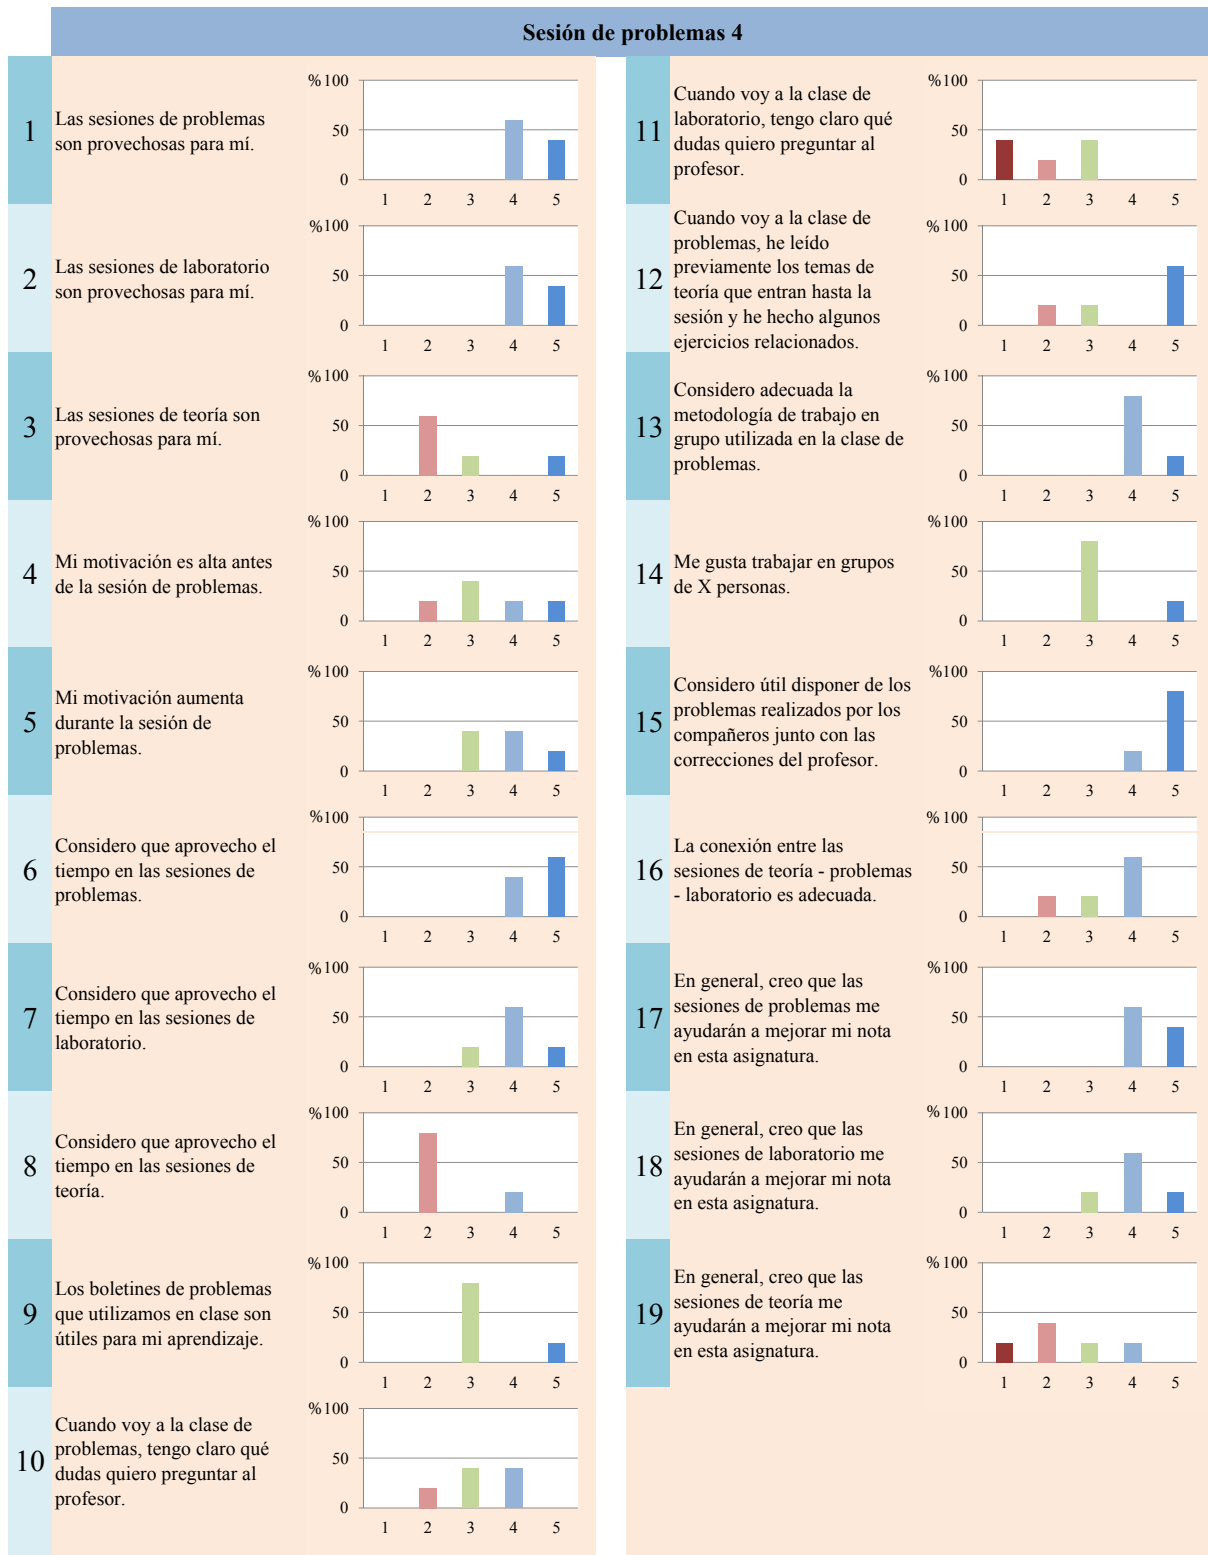 Sesión de problemas 4
1
Las sesiones de problemas
son provechosas para mí.
%100
50
0
1 2 3 4 5
2
Las sesiones de laboratorio
son provechosas para mí.
%100
50
0
1 2 3 4 5
3
Las sesiones de teoría son
provechosas para mí.
%100
50
0
1 2 3 4 5
4
Mi motivación es alta antes
de la sesión de problemas.
%100
50
0
1 2 3 4 5
5
Mi motivación aumenta
durante la sesión de
problemas.
%100
50
0
1 2 3 4 5
6
Considero que aprovecho el
tiempo en las sesiones de
problemas.
%100
50
0
1 2 3 4 5
7
Considero que aprovecho el
tiempo en las sesiones de
laboratorio.
%100
50
0
1 2 3 4 5
8
Considero que aprovecho el
tiempo en las sesiones de
teoría.
%100
50
0
1 2 3 4 5
9
Los boletines de problemas
que utilizamos en clase son
útiles para mi aprendizaje.
%100
50
0
1 2 3 4 5
10
Cuando voy a la clase de
problemas, tengo claro qué
dudas quiero preguntar al
profesor.
%100
50
0
1 2 3 4 5
11
Cuando voy a la clase de
laboratorio, tengo claro qué
dudas quiero preguntar al
profesor.
%100
50
0
1 2 3 4 5
12
Cuando voy a la clase de
problemas, he leído
previamente los temas de
teoría que entran hasta la
sesión y he hecho algunos
ejercicios relacionados.
%100
50
0
1 2 3 4 5
13
Considero adecuada la
metodología de trabajo en
grupo utilizada en la clase de
problemas.
%100
50
0
1 2 3 4 5
14
Me gusta trabajar en grupos
de X personas.
%100
50
0
1 2 3 4 5
15
Considero útil disponer de los
problemas realizados por los
compañeros junto con las
correcciones del profesor.
%100
50
0
1 2 3 4 5
16
La conexión entre las
sesiones de teoría - problemas
- laboratorio es adecuada.
%100
50
0
1 2 3 4 5
17
En general, creo que las
sesiones de problemas me
ayudarán a mejorar mi nota
en esta asignatura.
%100
50
0
1 2 3 4 5
18
En general, creo que las
sesiones de laboratorio me
ayudarán a mejorar mi nota
en esta asignatura.
%100
50
0
1 2 3 4 5
19
En general, creo que las
sesiones de teoría me
ayudarán a mejorar mi nota
en esta asignatura.
%100
50
0
1 2 3 4 5